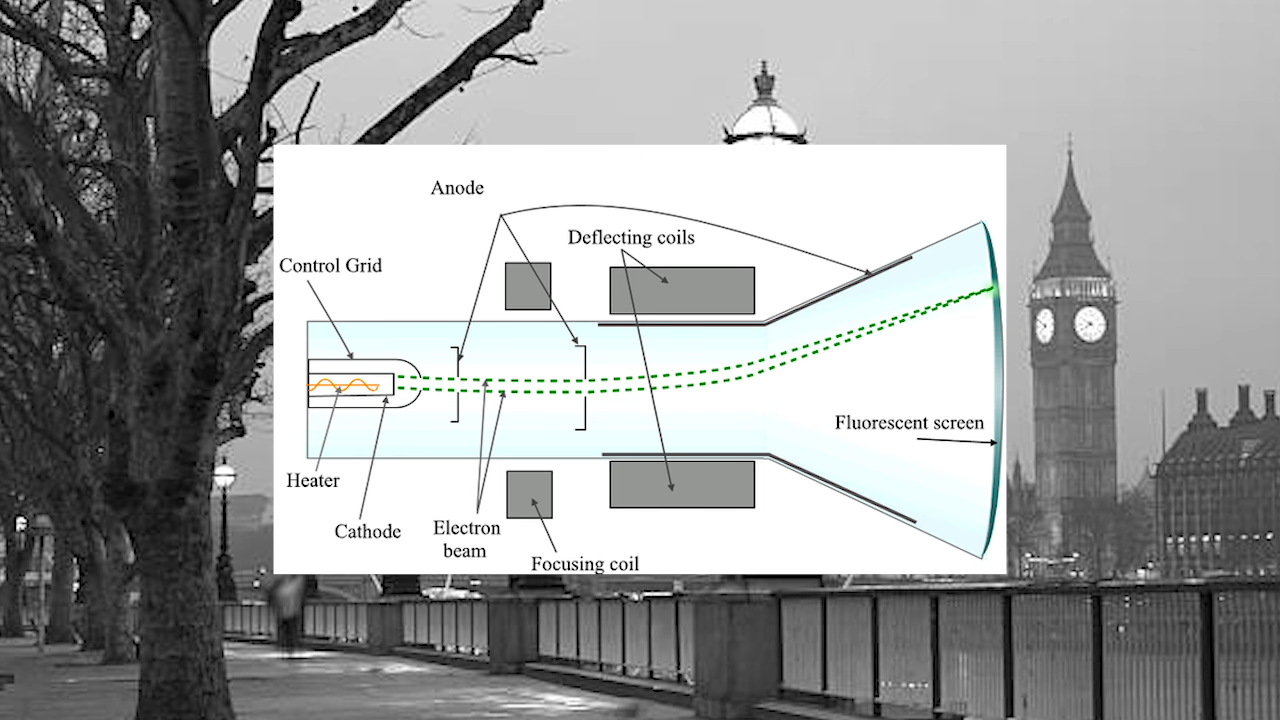 Anode
Deflecting coils
Control Grid
Fluorescent screen
Heater
Cathode
Electron
beam
Focusing coil